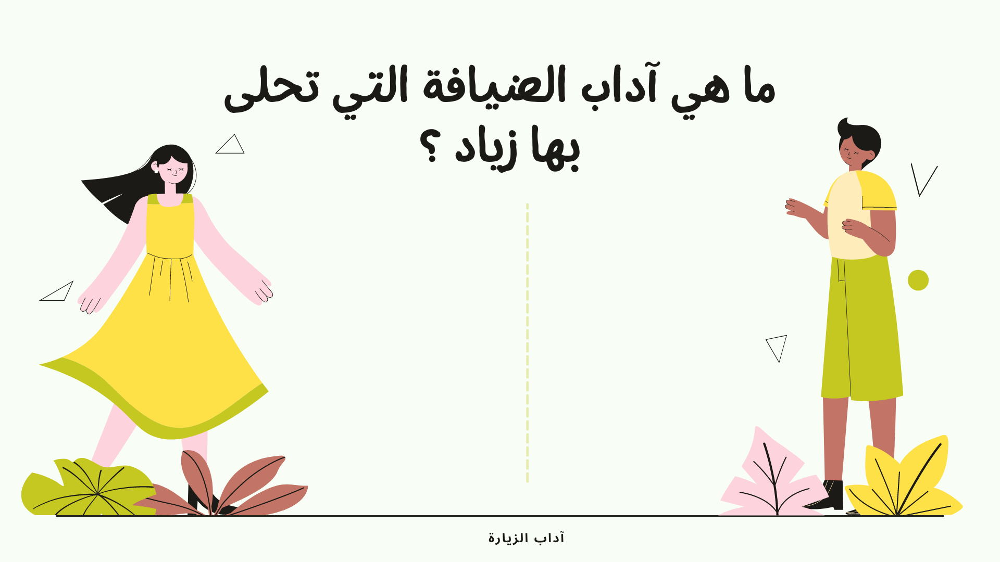 ما هي آداب الضيافة التي تحلى
بها زياد ؟
آداب الزيارة